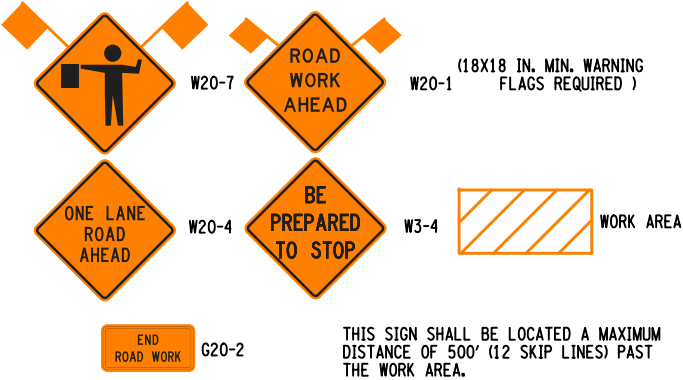 W20-7
ROAD
WORK
AHEAD
W20-1
(18X18 IN. MIN. WARNING
FLAGS REQUIRED )
ONE LANE
ROAD
AHEAD
W20-4
BE
PREPARED
TO STOP
W3-4
WORK AREA
END
ROAD WORK
G20-2
THIS SIGN SHALL BE LOCATED A MAXIMUM
DISTANCE OF 500' (12 SKIP LINES) PAST
THE WORK AREA.